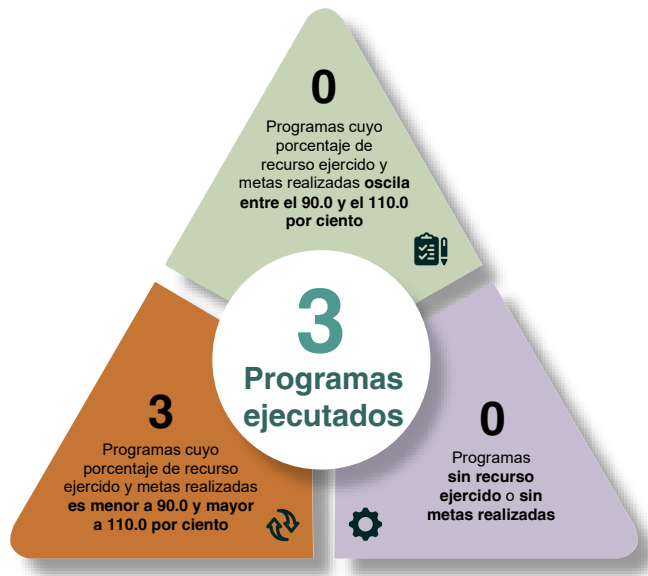 0
Programas cuyo
porcentaje de
recurso ejercido y
metas realizadas oscila
entre el 90.0 y el 110.0
por ciento
3
Programas
ejecutados
3
Programas cuyo
porcentaje de recurso
ejercido y metas realizadas
es menor a 90.0 y mayor
a 110.0 por ciento
0
Programas
sin recurso
ejercido o sin
metas realizadas